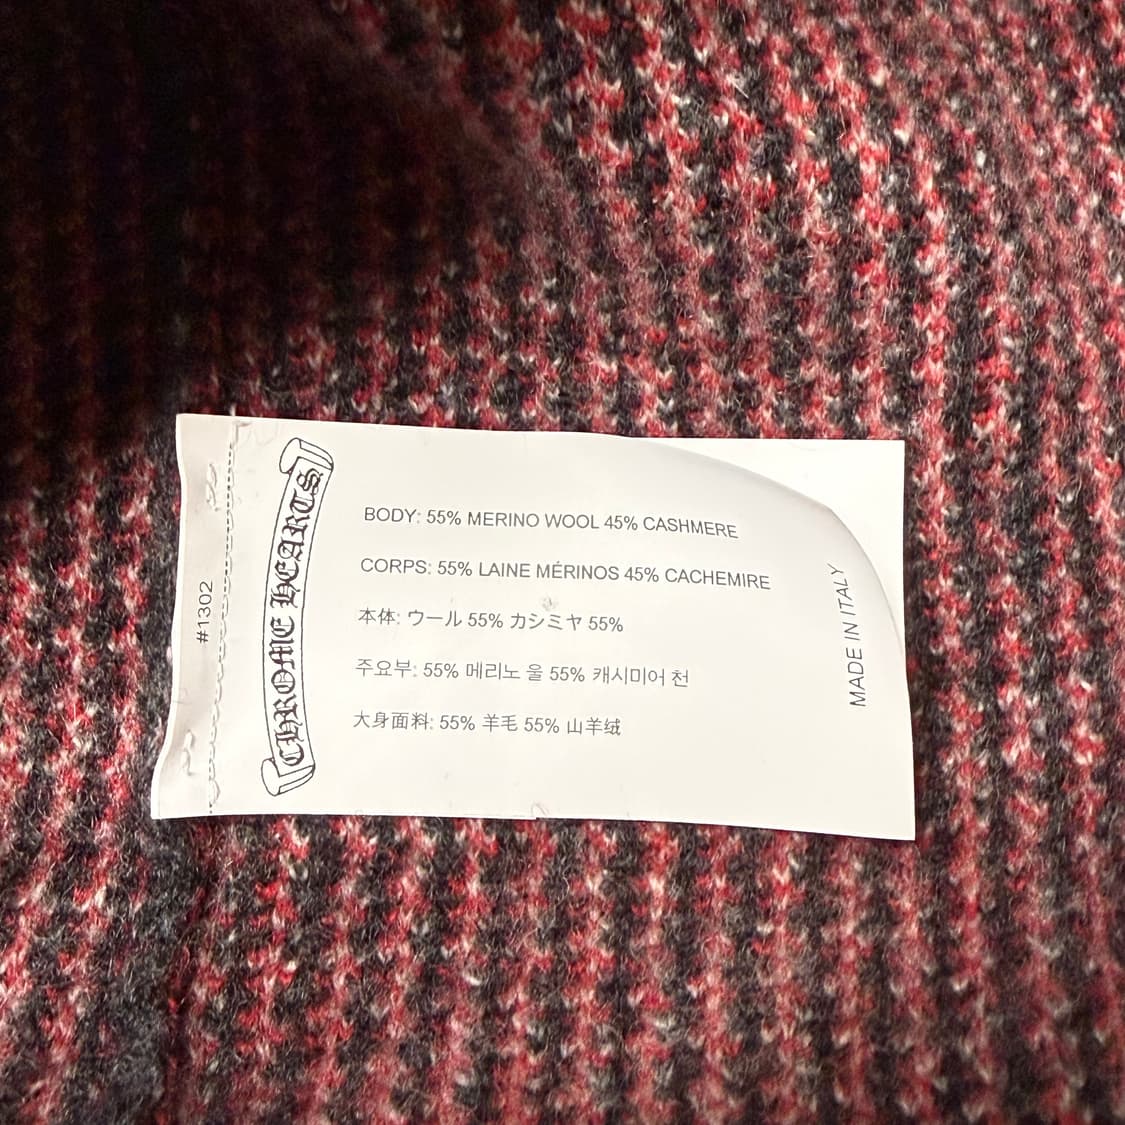 #1302
CHROME HEARTS
BODY: 55% MERINO WOOL 45% CASHMERE
CORPS: 55% LAINE MÉRINOS 45% CACHEMIRE
本体: ウール 55% カシミヤ 55%
주요부: 55% 메리노 울 55% 캐시미어 천
大身面料: 55% 羊毛 55% 山羊绒
MADE IN ITALY